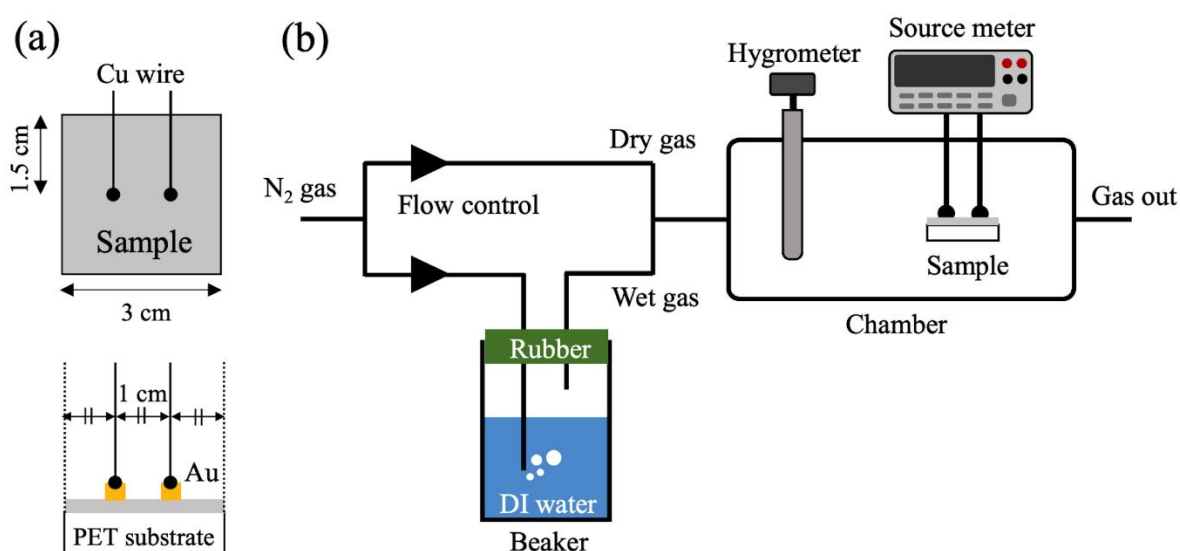 (a)
Cu wire
1.5 cm
Sample
3 cm
1 cm
Au
PET substrate
(b)
Source meter
Hygrometer
Dry gas
N₂ gas
Flow control
Gas out
Wet gas
Sample
Chamber
Rubber
DI water
Beaker